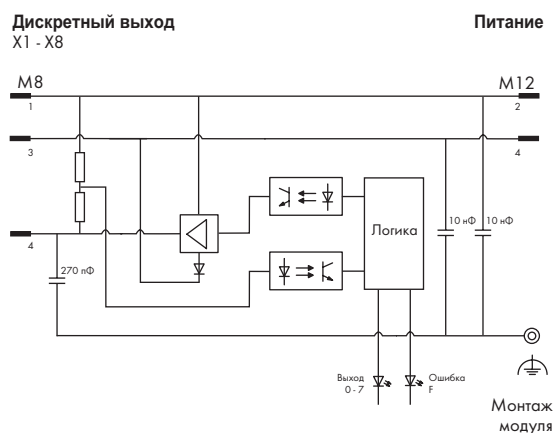 Дискретный выход
Питание
X1 - X8
M8
M12
1
2
3
4
4
Логика
10 нФ
10 нФ
270 пФ
Выход
0 - 7
Ошибка
F
Монтаж
модуля